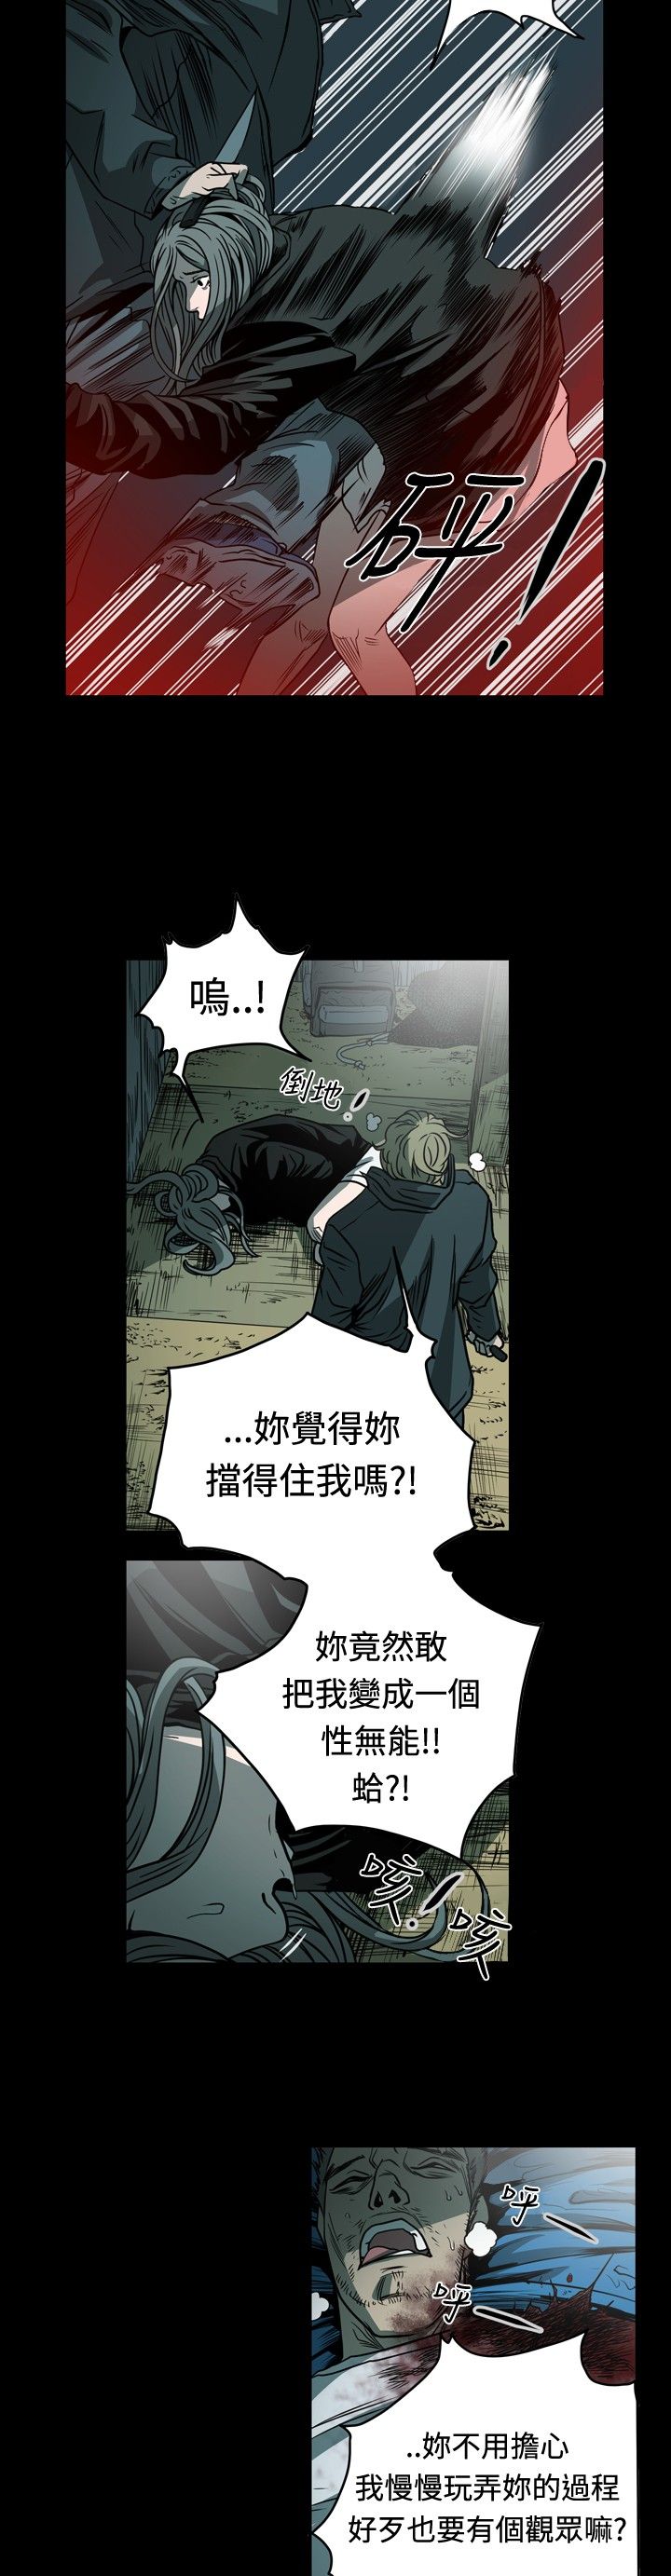 砰!
嗚..!
倒地!
...妳覺得妳
擋得住我嗎?!
妳竟然敢
把我變成一個
性無能!!
蛤?!
咳!
咳
呼—
呼—
..妳不用擔心
我慢慢玩弄妳的過程
好歹也要有個觀眾嘛?